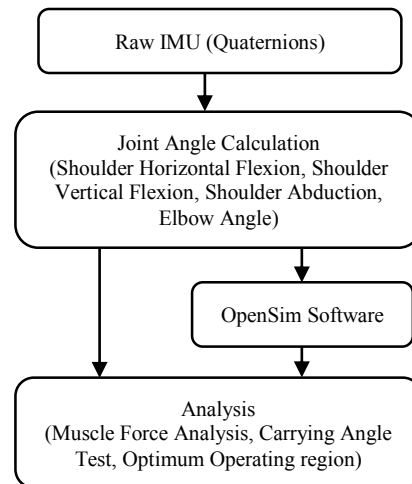 Raw IMU (Quaternions)
Joint Angle Calculation
(Shoulder Horizontal Flexion, Shoulder
Vertical Flexion, Shoulder Abduction,
Elbow Angle)
OpenSim Software
Analysis
(Muscle Force Analysis, Carrying Angle
Test, Optimum Operating region)